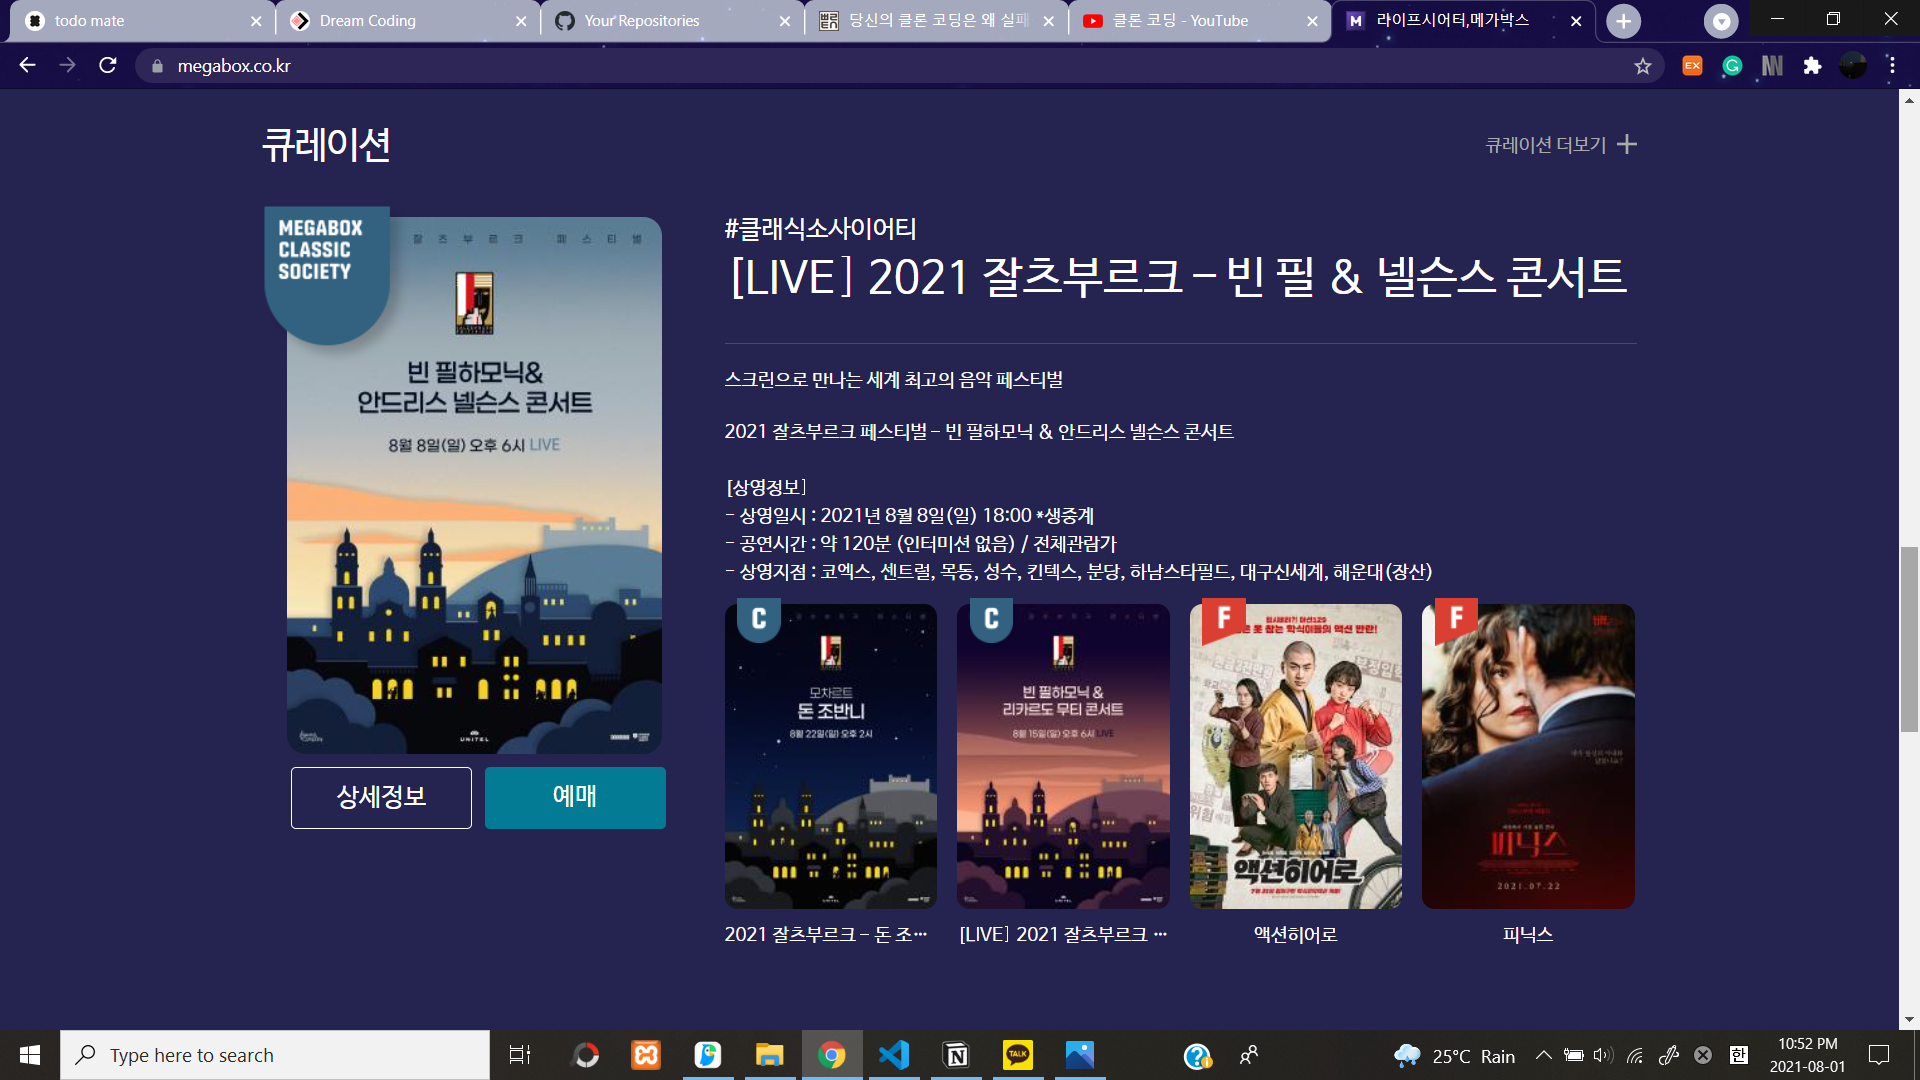 todo mate
Dream Coding
Your Repositories
당신의 클론 코딩은 왜 실패
클론 코딩 - YouTube
라이프시어터,메가박스
megabox.co.kr
큐레이션
큐레이션 더보기
MEGABOX
CLASSIC
SOCIETY
잘츠부르크 페스티벌
빈 필하모닉&
안드리스 넬슨스 콘서트
8월 8일(일) 오후 6시 LIVE
UNITEL
상세정보
예매
#클래식소사이어티
[LIVE] 2021 잘츠부르크 – 빈 필 & 넬슨스 콘서트
스크린으로 만나는 세계 최고의 음악 페스티벌
2021 잘츠부르크 페스티벌 – 빈 필하모닉 & 안드리스 넬슨스 콘서트
[상영정보]
- 상영일시 : 2021년 8월 8일(일) 18:00 *생중계
- 공연시간 : 약 120분 (인터미션 없음) / 전체관람가
- 상영지점 : 코엑스, 센트럴, 목동, 성수, 킨텍스, 분당, 하남스타필드, 대구신세계, 해운대(장산)
C
모차르트
돈 조반니
8월 22일(일) 오후 2시
2021 잘츠부르크 – 돈 조…
C
빈 필하모닉 &
리카르도 무티 콘서트
8월 15일(일) 오후 6시 LIVE
[LIVE] 2021 잘츠부르크 …
F
액션히어로
액션히어로
F
피닉스
2021.07.22
피닉스
Type here to search
TALK
25°C Rain
한
10:52 PM
2021-08-01